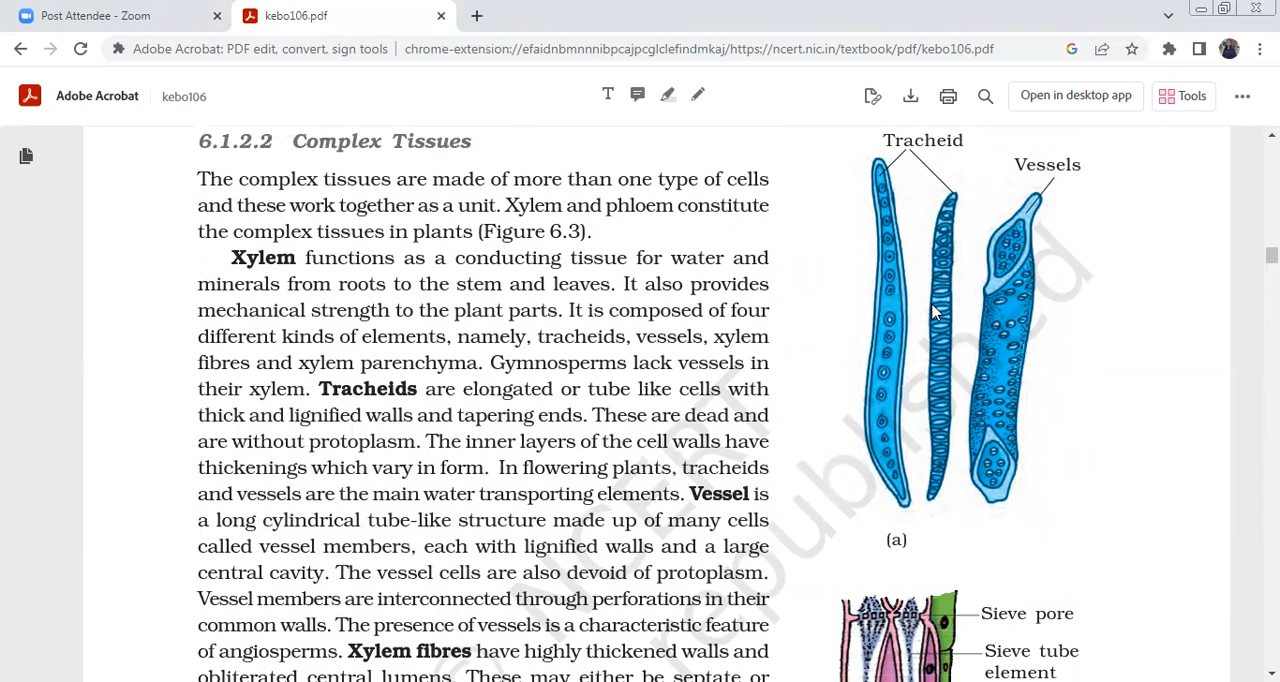 Post Attendee - Zoom
kebo106.pdf
Adobe Acrobat: PDF edit, convert, sign tools | chrome-extension://efaidnbmnnnibpcajpcglclefindmkaj/https://ncert.nic.in/textbook/pdf/kebo106.pdf
Adobe Acrobat kebo106 Open in desktop app Tools
6.1.2.2 Complex Tissues
The complex tissues are made of more than one type of cells
and these work together as a unit. Xylem and phloem constitute
the complex tissues in plants (Figure 6.3).
Xylem functions as a conducting tissue for water and
minerals from roots to the stem and leaves. It also provides
mechanical strength to the plant parts. It is composed of four
different kinds of elements, namely, tracheids, vessels, xylem
fibres and xylem parenchyma. Gymnosperms lack vessels in
their xylem. Tracheids are elongated or tube like cells with
thick and lignified walls and tapering ends. These are dead and
are without protoplasm. The inner layers of the cell walls have
thickenings which vary in form. In flowering plants, tracheids
and vessels are the main water transporting elements. Vessel is
a long cylindrical tube-like structure made up of many cells
called vessel members, each with lignified walls and a large
central cavity. The vessel cells are also devoid of protoplasm.
Vessel members are interconnected through perforations in their
common walls. The presence of vessels is a characteristic feature
of angiosperms. Xylem fibres have highly thickened walls and
obliterated central lumens. These may either be septate or
Tracheid
Vessels
(a)
Sieve pore
Sieve tube
element
© NCERT
republished